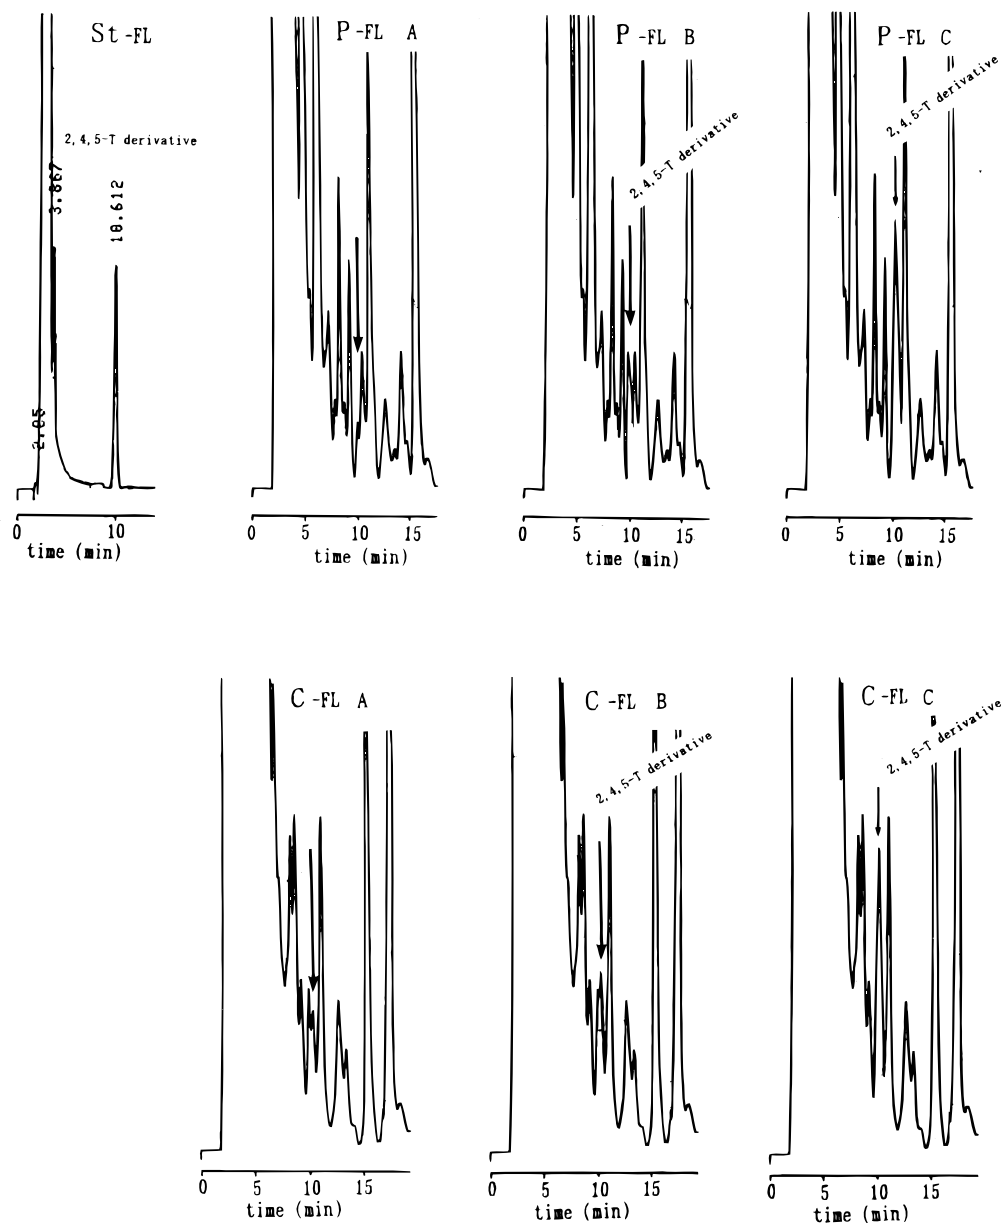 St-FL
2,4,5-T derivative
3.867
10.612
2.05
0 10
time (min)
P-FL A
0 5 10 15
time (min)
P-FL B
2,4,5-T derivative
0 5 10 15
time (min)
P-FL C
2,4,5-T derivative
0 5 10 15
time (min)
C-FL A
0 5 10 15
time (min)
C-FL B
2,4,5-T derivative
0 5 10 15
time (min)
C-FL C
2,4,5-T derivative
0 5 10 15
time (min)